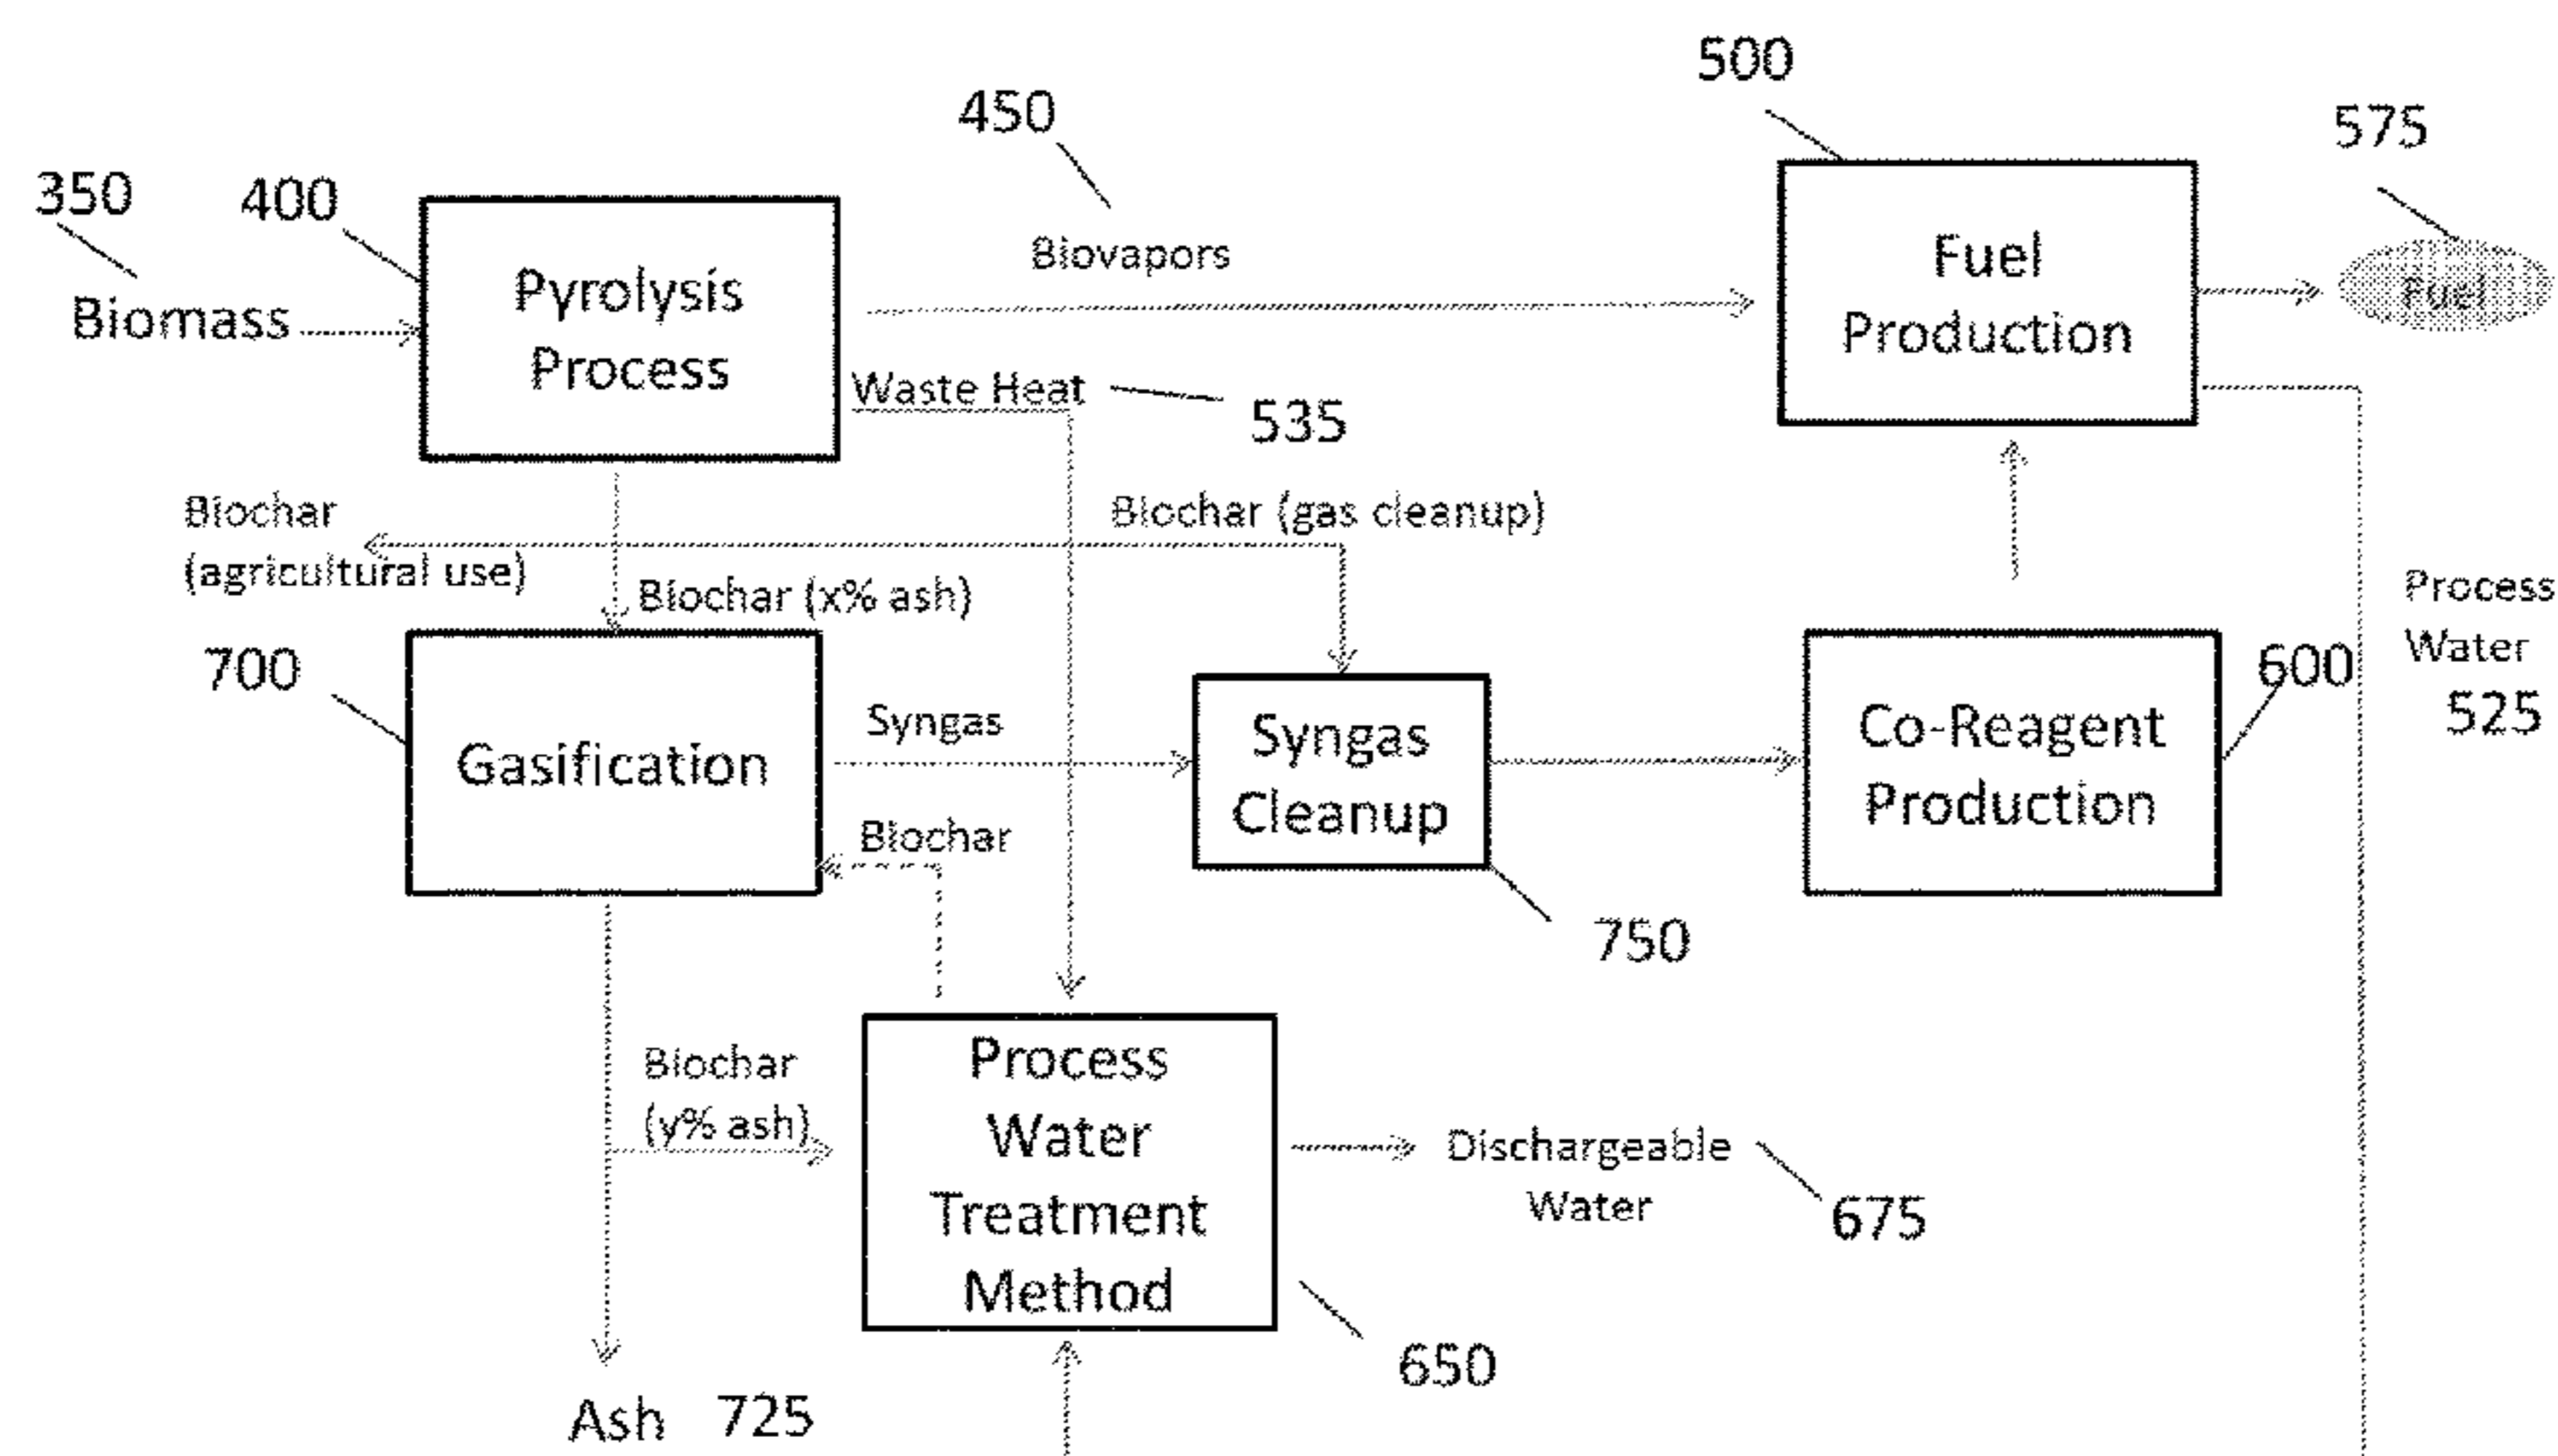 500
450
575
350
400
Biomass
Pyrolysis
Process
Biovapors
Fuel
Production
Fuel
Waste Heat
535
Biochar
(agricultural use)
Biochar (gas cleanup)
Biochar (x% ash)
Process
Water
525
700
Gasification
Syngas
Syngas
Cleanup
Co-Reagent
Production
600
Biochar
750
Biochar
(y% ash)
Process
Water
Treatment
Method
Dischargeable
Water
675
650
Ash 725